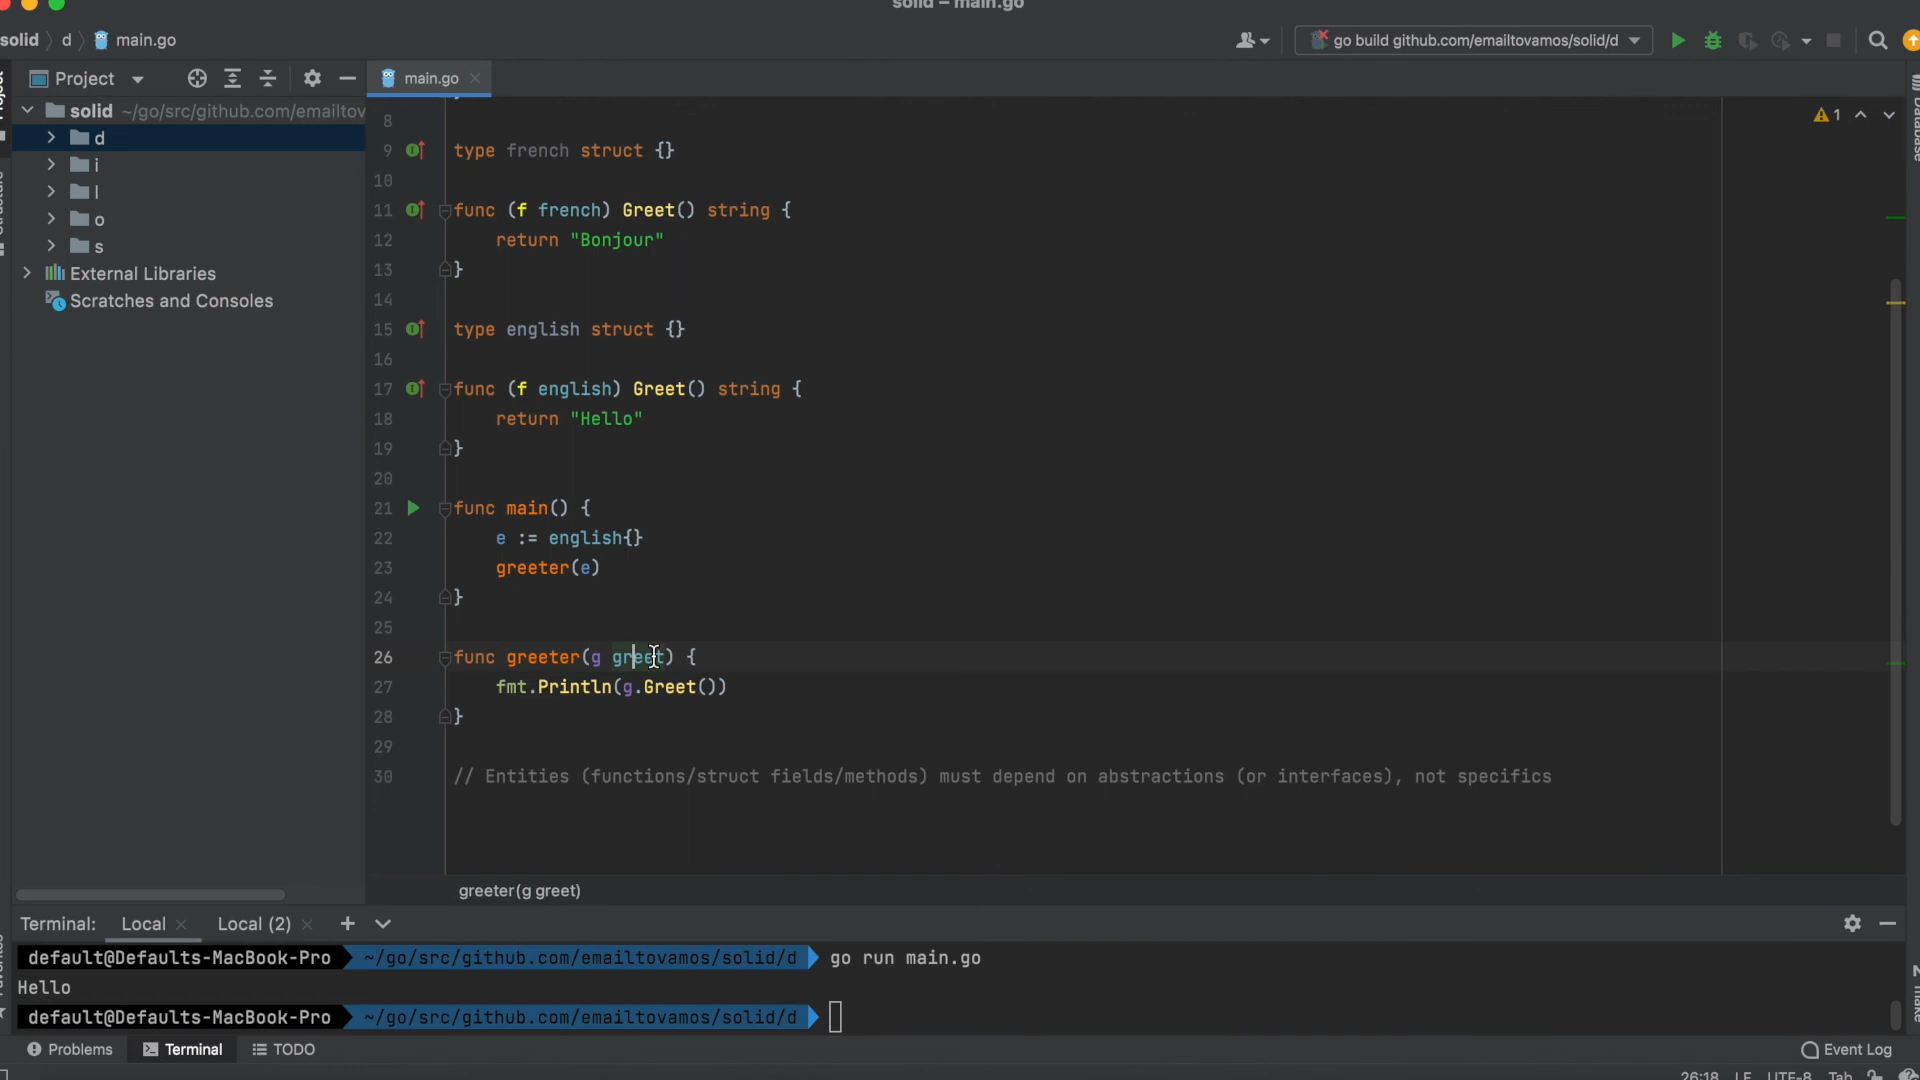 solid – main.go
solid d main.go
go build github.com/emailtovamos/solid/d
Project
main.go
solid ~/go/src/github.com/emailtov
d
i
l
o
s
External Libraries
Scratches and Consoles
1
8
9 type french struct {}
10
11 func (f french) Greet() string {
12 return "Bonjour"
13 }
14
15 type english struct {}
16
17 func (f english) Greet() string {
18 return "Hello"
19 }
20
21 func main() {
22 e := english{}
23 greeter(e)
24 }
25
26 func greeter(g greet) {
27 fmt.Println(g.Greet())
28 }
29
30 // Entities (functions/struct fields/methods) must depend on abstractions (or interfaces), not specifics
greeter(g greet)
Database
Terminal: Local Local (2)
default@Defaults-MacBook-Pro ~/go/src/github.com/emailtovamos/solid/d go run main.go
Hello
default@Defaults-MacBook-Pro ~/go/src/github.com/emailtovamos/solid/d
Problems Terminal TODO Event Log
26:18 LF UTF-8 Tab